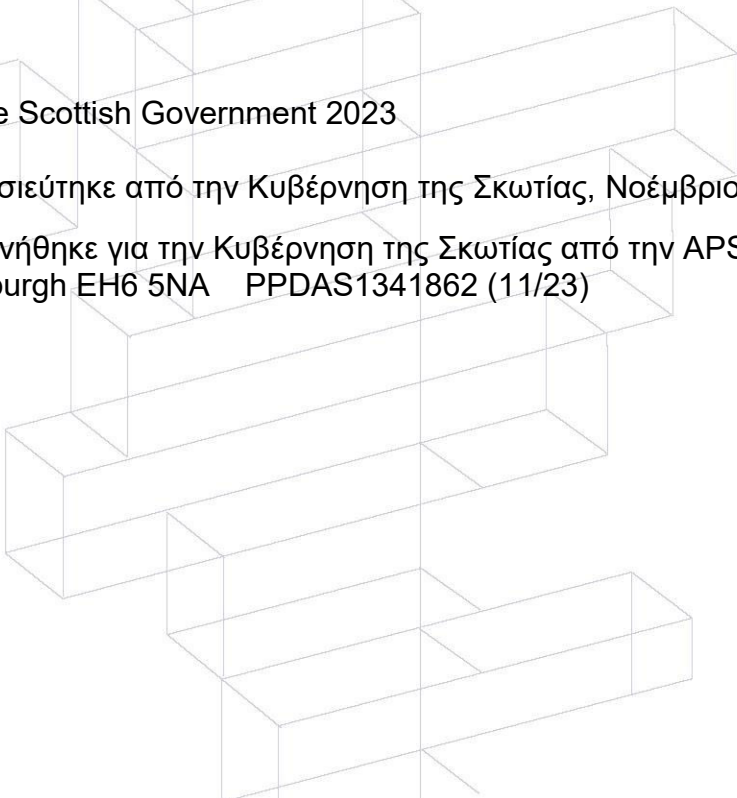 e Scottish Government 2023
σιεύτηκε από την Κυβέρνηση της Σκωτίας, Νοέμβριο
νήθηκε για την Κυβέρνηση της Σκωτίας από την APS
burgh EH6 5NA PPDAS1341862 (11/23)